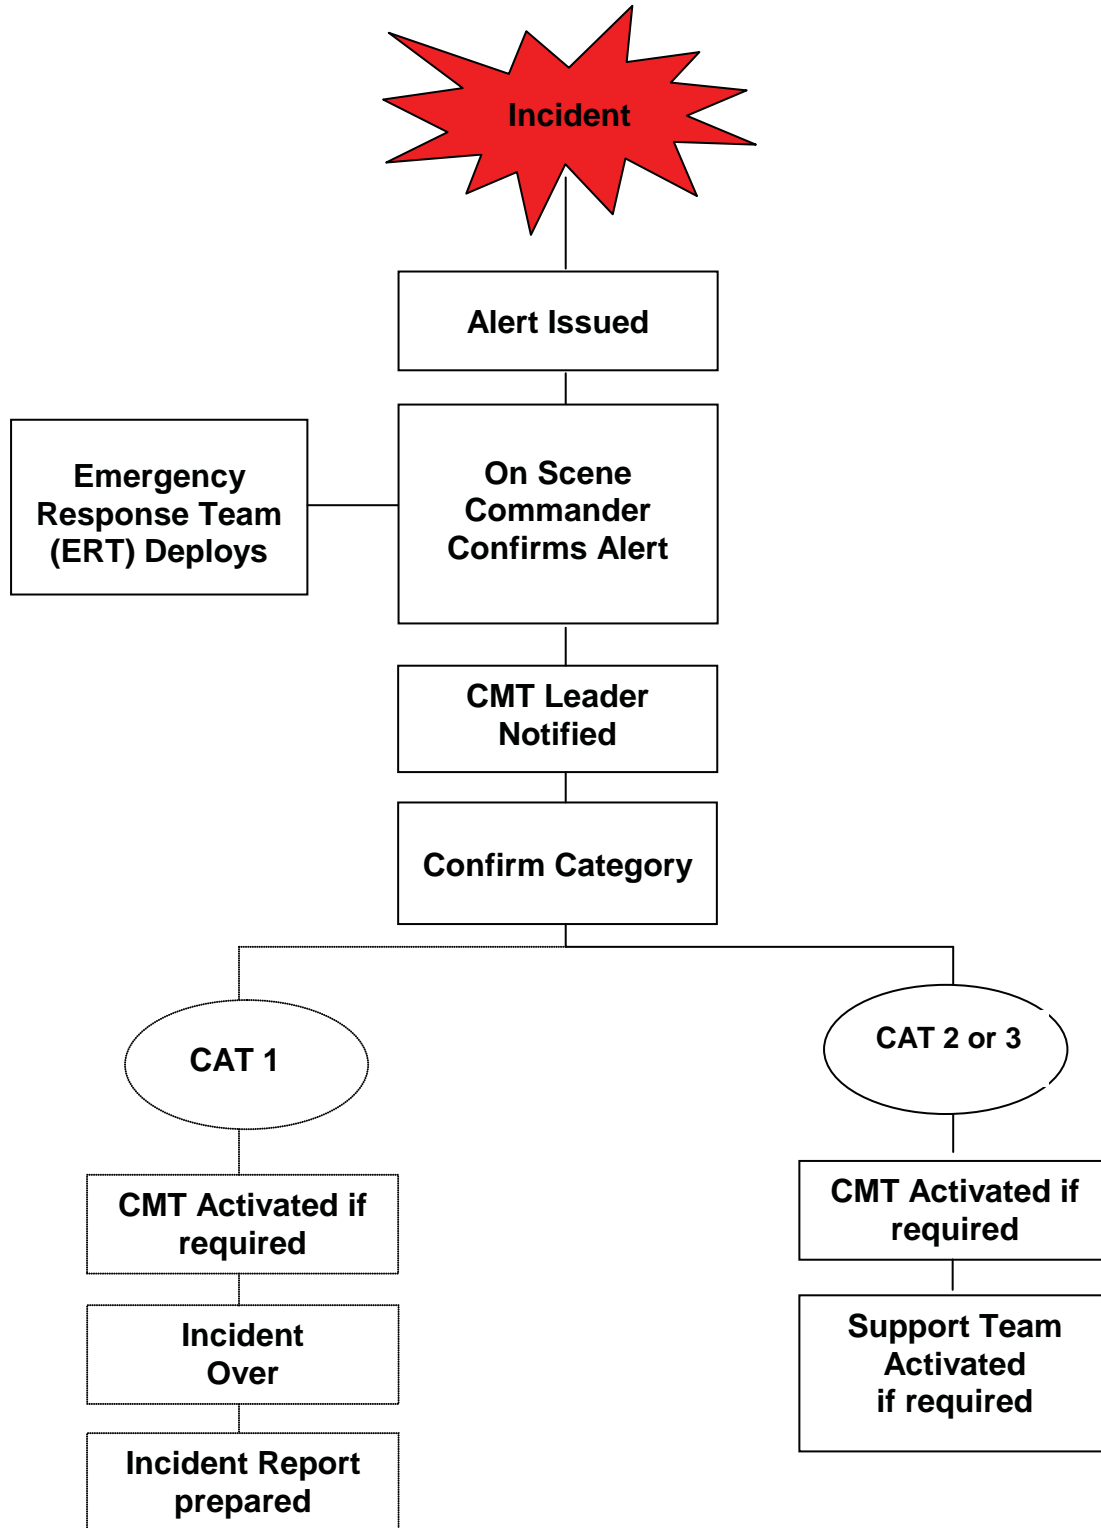 Incident
Alert Issued
Emergency
Response Team
(ERT) Deploys
On Scene
Commander
Confirms Alert
CMT Leader
Notified
Confirm Category
CAT 1
CAT 2 or 3
CMT Activated if
required
CMT Activated if
required
Incident
Over
Support Team
Activated
if required
Incident Report
prepared